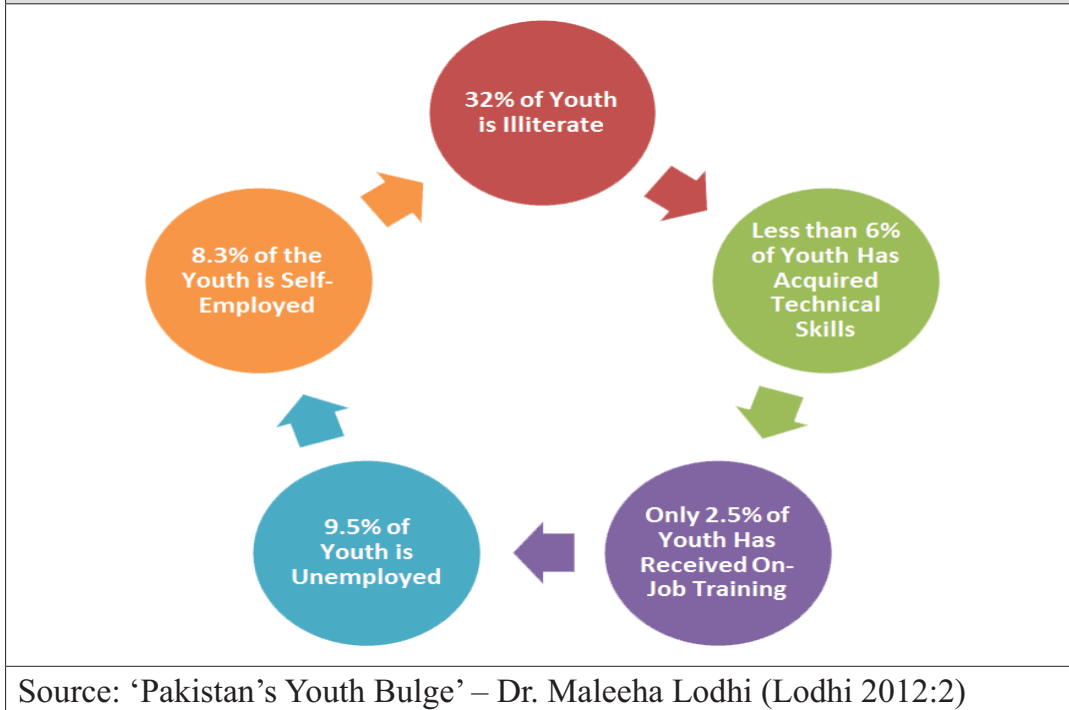 32% of Youth
is Illiterate
Less than 6%
of Youth Has
Acquired
Technical
Skills
Only 2.5% of
Youth Has
Received On-
Job Training
9.5% of
Youth is
Unemployed
8.3% of the
Youth is Self-
Employed
Source: ‘Pakistan’s Youth Bulge’ – Dr. Maleeha Lodhi (Lodhi 2012:2)